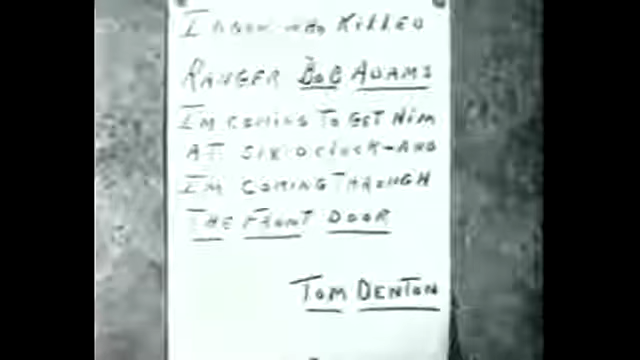 I know who Killed
RANGER BOB ADAMS
I'M COMING TO GET HIM
AT SIX O Clock-AND
I'M COMING THROUGH
THE FRONT DOOR
TOM DENTON